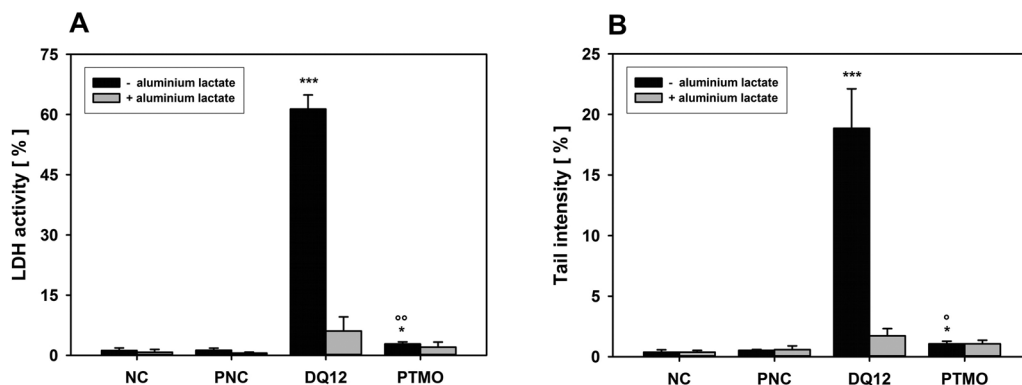 A
LDH activity [ % ]
75
60
45
30
15
0
- aluminium lactate
+ aluminium lactate
***
°°
*
NC PNC DQ12 PTMO
B
Tail intensity [ % ]
25
20
15
10
5
0
- aluminium lactate
+ aluminium lactate
***
°
*
NC PNC DQ12 PTMO